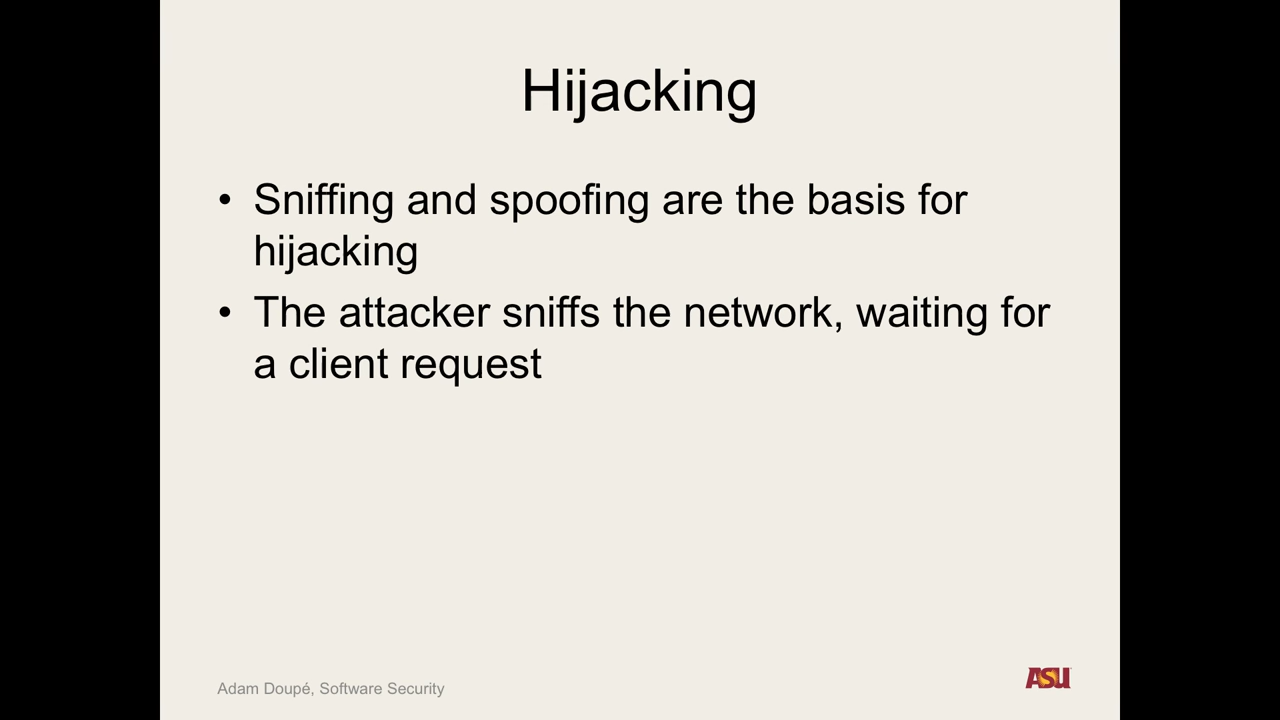 Hijacking
• Sniffing and spoofing are the basis for
hijacking
• The attacker sniffs the network, waiting for
a client request
Adam Doupé, Software Security
ASU